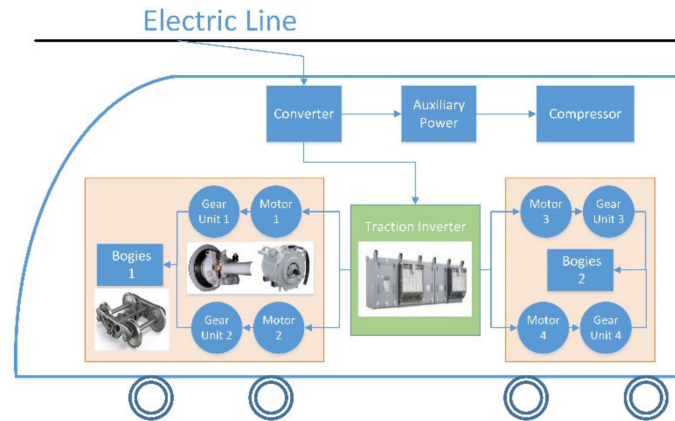 Electric Line
Converter
Auxiliary
Power
Compressor
Gear
Unit 1
Motor
1
Traction Inverter
Motor
3
Gear
Unit 3
Bogies
1
Bogies
2
Gear
Unit 2
Motor
2
Motor
4
Gear
Unit 4